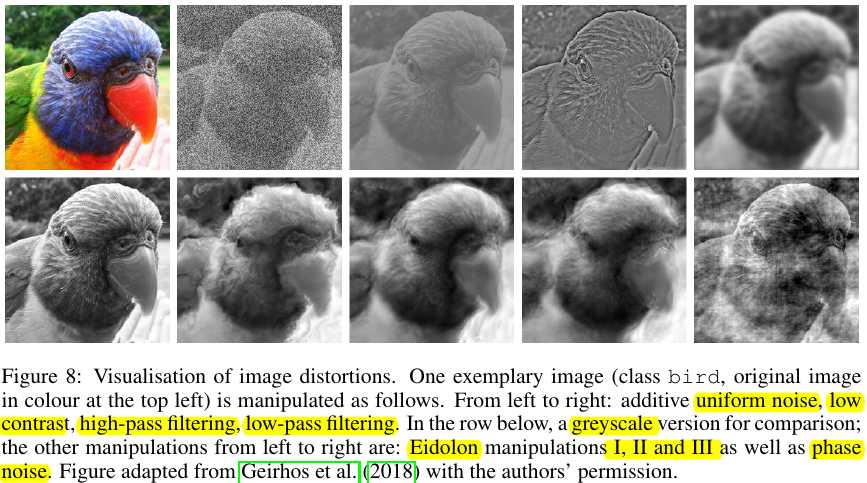 Figure 8: Visualisation of image distortions. One exemplary image (class bird, original image
in colour at the top left) is manipulated as follows. From left to right: additive uniform noise, low
contrast, high-pass filtering, low-pass filtering. In the row below, a greyscale version for comparison;
the other manipulations from left to right are: Eidolon manipulations I, II and III as well as phase
noise. Figure adapted from Geirhos et al. (2018) with the authors' permission.